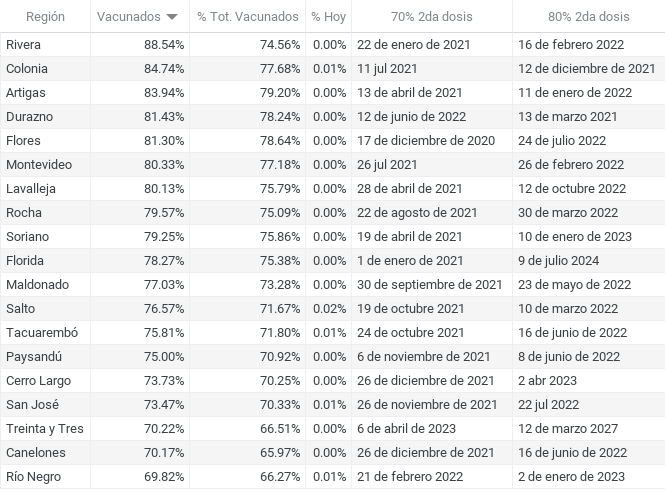 Región Vacunados % Tot. Vacunados % Hoy 70% 2da dosis 80% 2da dosis
Rivera 88.54% 74.56% 0.00% 22 de enero de 2021 16 de febrero 2022
Colonia 84.74% 77.68% 0.01% 11 jul 2021 12 de diciembre de 2021
Artigas 83.94% 79.20% 0.00% 13 de abril de 2021 11 de enero de 2022
Durazno 81.43% 78.24% 0.00% 12 de junio de 2022 13 de marzo 2021
Flores 81.30% 78.64% 0.00% 17 de diciembre de 2020 24 de julio 2022
Montevideo 80.33% 77.18% 0.00% 26 jul 2021 26 de febrero 2022
Lavalleja 80.13% 75.79% 0.00% 28 de abril de 2021 12 de octubre 2022
Rocha 79.57% 75.09% 0.00% 22 de agosto de 2021 30 de marzo 2022
Soriano 79.25% 75.86% 0.00% 19 de abril de 2021 10 de enero de 2023
Florida 78.27% 75.38% 0.00% 1 de enero de 2021 9 de julio 2024
Maldonado 77.03% 73.28% 0.00% 30 de septiembre de 2021 23 de mayo de 2022
Salto 76.57% 71.67% 0.02% 19 de octubre 2021 10 de marzo 2022
Tacuarembó 75.81% 71.80% 0.01% 24 de octubre 2021 16 de junio de 2022
Paysandú 75.00% 70.92% 0.00% 6 de noviembre de 2021 8 de junio de 2022
Cerro Largo 73.73% 70.25% 0.00% 26 de diciembre de 2021 2 abr 2023
San José 73.47% 70.33% 0.01% 26 de noviembre de 2021 22 jul 2022
Treinta y Tres 70.22% 66.51% 0.00% 6 de abril de 2023 12 de marzo 2027
Canelones 70.17% 65.97% 0.00% 26 de diciembre de 2021 16 de junio de 2022
Río Negro 69.82% 66.27% 0.01% 21 de febrero 2022 2 de enero de 2023